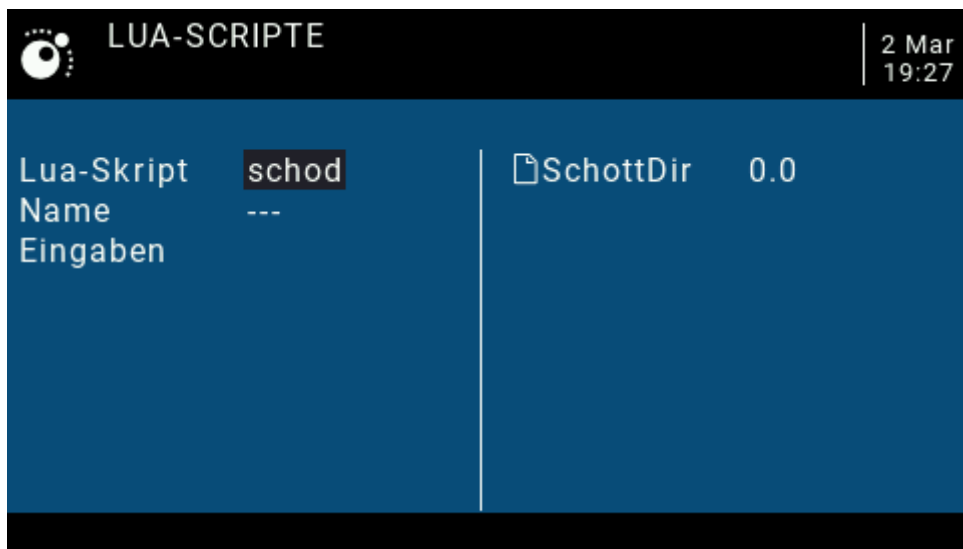 LUA-SCRIPTE
2 Mar
19:27
Lua-Skript schod
Name ---
Eingaben
SchottDir 0.0